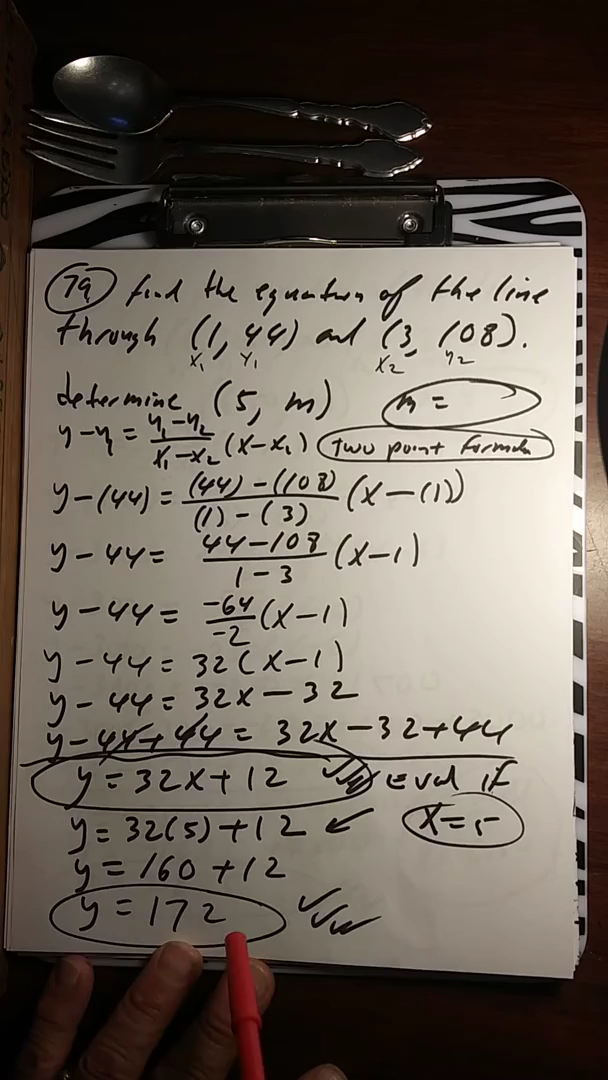 79 find the equation of the line
through (1, 44) and (3, 108).
x₁ y₁ x₂ y₂
determine (5, m) m =
y-y₁ = y₁-y₂/x₁-x₂ (x-x₁) two point formula
y-(44) = (44)-(108)/(1)-(3) (x-(1))
y-44= 44-108/1-3 (x-1)
y-44= -64/-2 (x-1)
y-44= 32(x-1)
y-44= 32x-32
y-44+44= 32x-32+44
y=32x+12 eval if
y=32(5)+12 x=5
y=160+12
y=172